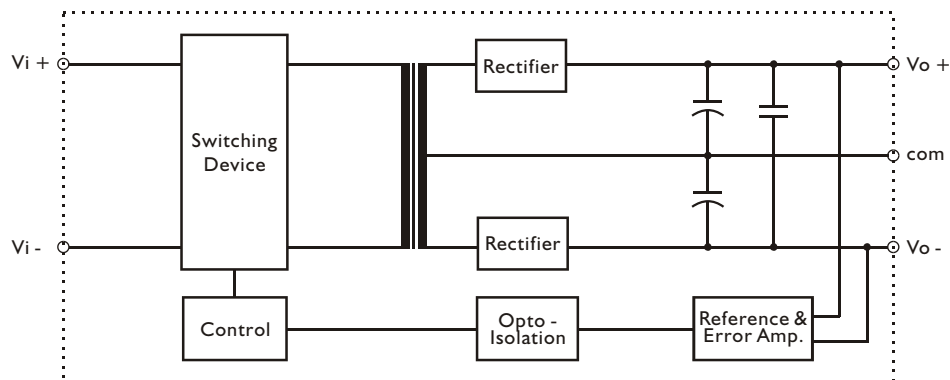 Vi +
Switching
Device
Rectifier
Vo +
com
Vi -
Rectifier
Vo -
Control
Opto -
Isolation
Reference &
Error Amp.